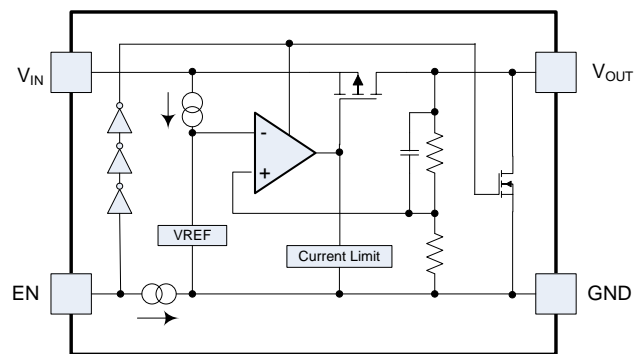 VIN
VOUT
-
+
VREF
Current Limit
EN
GND